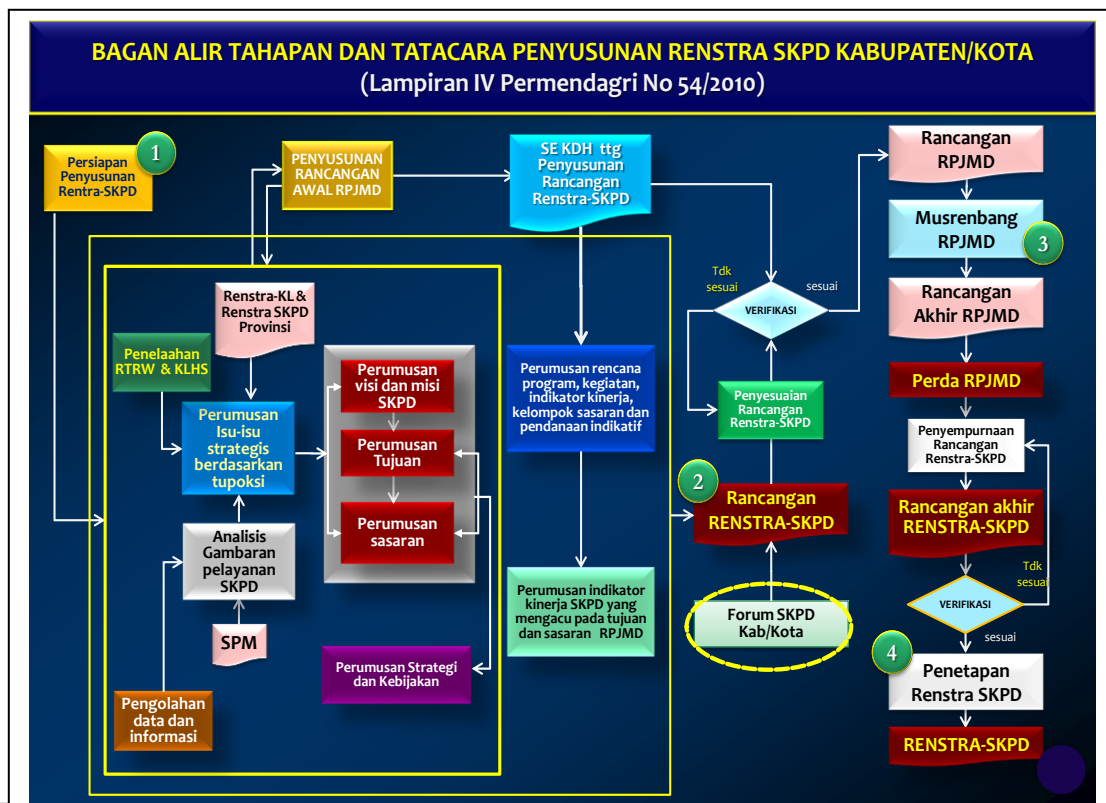 BAGAN ALIR TAHAPAN DAN TATACARA PENYUSUNAN RENSTRA SKPD KABUPATEN/KOTA
(Lampiran IV Permendagri No 54/2010)
1
Persiapan
Penyusunan
Rentra-SKPD
PENYUSUNAN
RANCANGAN
AWAL RPJMD
SE KDH ttg
Penyusunan
Rancangan
Renstra-SKPD
Rancangan
RPJMD
Musrenbang
RPJMD
3
Rancangan
Akhir RPJMD
Perda RPJMD
Penyempurnaan
Rancangan
Renstra-SKPD
Rancangan akhir
RENSTRA-SKPD
Tdk
sesuai
VERIFIKASI
sesuai
4
Penetapan
Renstra SKPD
RENSTRA-SKPD
Tdk
sesuai
sesuai
VERIFIKASI
Penyesuaian
Rancangan
Renstra-SKPD
2
Rancangan
RENSTRA-SKPD
Forum SKPD
Kab/Kota
Renstra-KL &
Renstra SKPD
Provinsi
Penelaahan
RTRW & KLHS
Perumusan
Isu-isu
strategis
berdasarkan
tupoksi
Analisis
Gambaran
pelayanan
SKPD
SPM
Pengolahan
data dan
informasi
Perumusan
visi dan misi
SKPD
Perumusan
Tujuan
Perumusan
sasaran
Perumusan Strategi
dan Kebijakan
Perumusan rencana
program, kegiatan,
indikator kinerja,
kelompok sasaran dan
pendanaan indikatif
Perumusan indikator
kinerja SKPD yang
mengacu pada tujuan
dan sasaran RPJMD